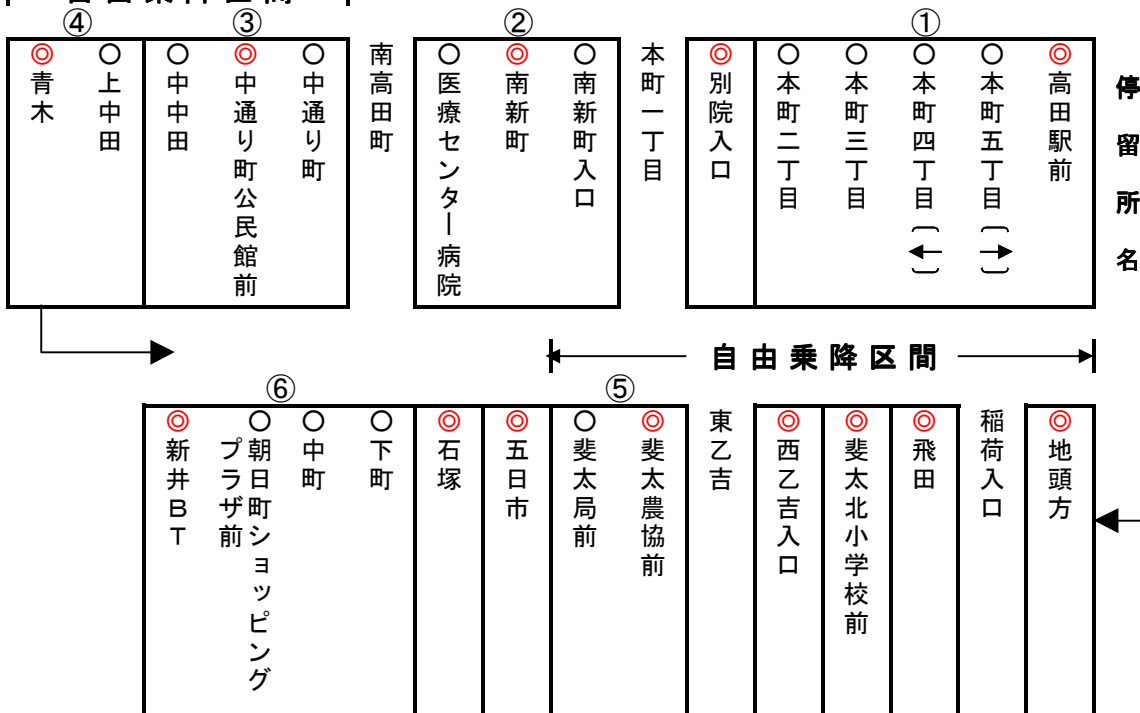 停留所名
①
◎高田駅前
○本町五丁目
○本町四丁目
○本町三丁目
○本町二丁目
◎別院入口
本町一丁目
②
○南新町入口
◎南新町
○医療センター病院
南高田町
③
○中通り町
◎中通り町公民館前
○中中田
④
○上中田
◎青木
自由乗降区間
◎地頭方
稲荷入口
◎飛田
◎斐太北小学校前
◎西乙吉入口
東乙吉
⑤
◎斐太農協前
○斐太局前
◎五日市
◎石塚
⑥
○下町
○中町
○朝日町ショッピング
プラザ前
◎新井BT